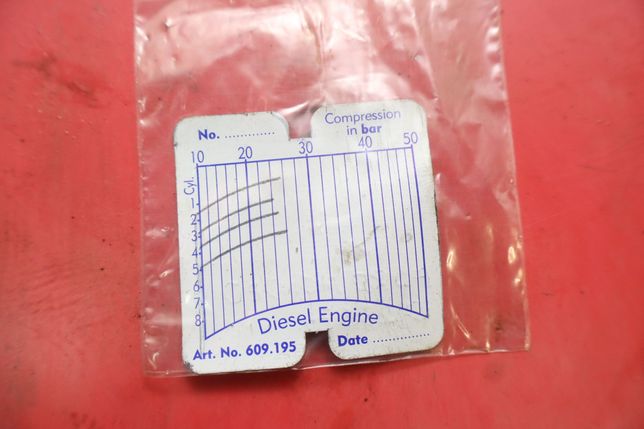 No. .............
Compression
in bar
10 20 30 40 50
Cyl.
1
2
3
4
5
6
7
8
Diesel Engine
Art. No. 609.195
Date ...............